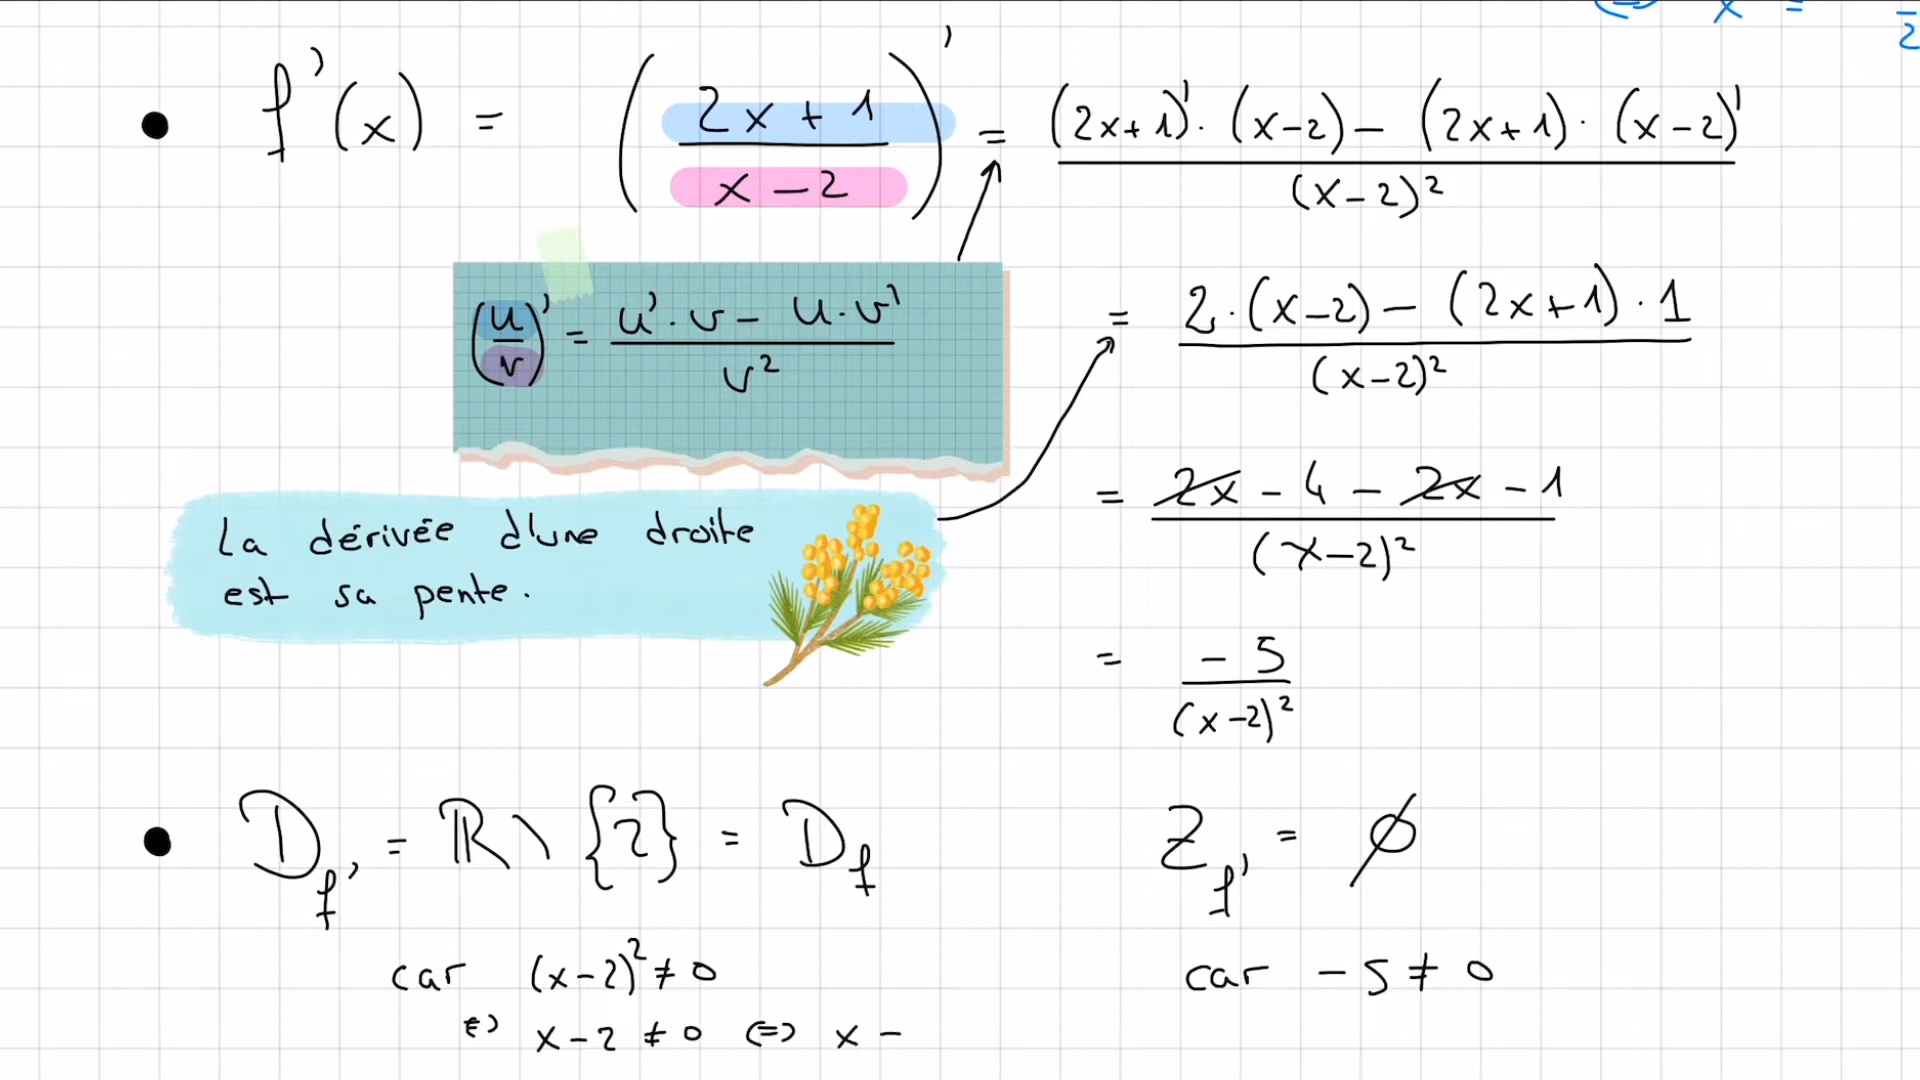 ⇔ x = _ 2
• f'(x) = ((2x + 1)/(x - 2))' = ((2x+1)' · (x-2) - (2x+1) · (x-2)')/(x-2)²
(u/v)' = (u' · v - u · v')/v²
= (2 · (x-2) - (2x+1) · 1)/(x-2)²
= (2x - 4 - 2x - 1)/(x-2)²
La dérivée d'une droite
est sa pente.
= -5/(x-2)²
• D_f' = ℝ \ {2} = D_f
Z_f' = ∅
car (x-2)² ≠ 0
car -5 ≠ 0
⇔ x-2 ≠ 0 ⇔ x -